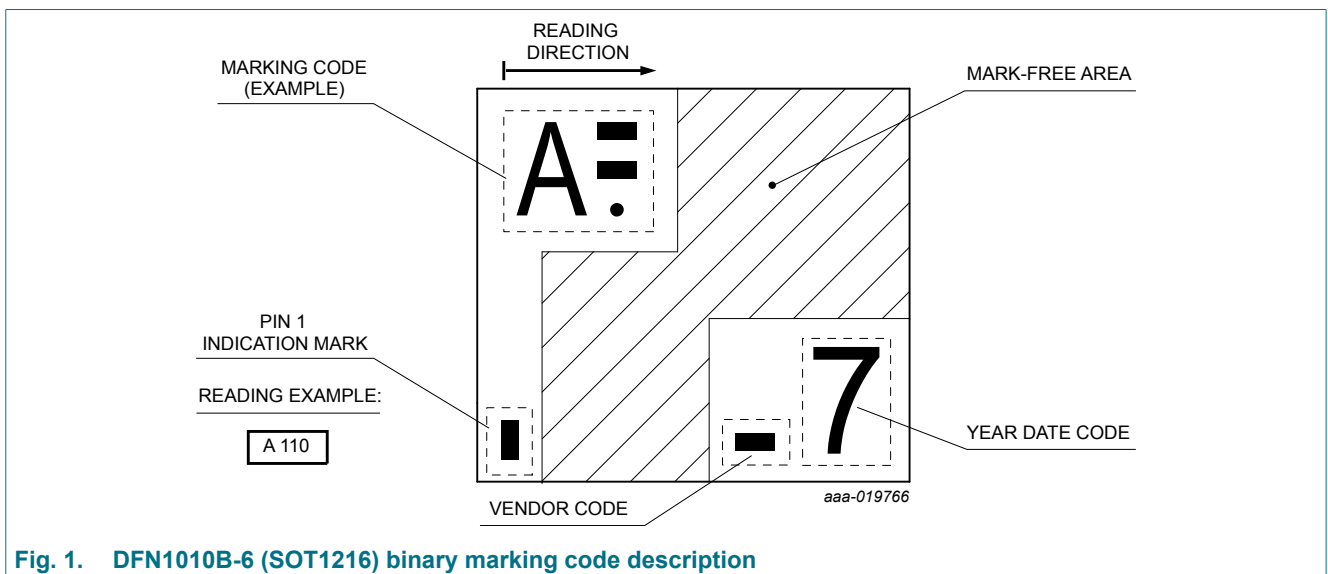 READING
DIRECTION
MARKING CODE
(EXAMPLE)
MARK-FREE AREA
A
PIN 1
INDICATION MARK
READING EXAMPLE:
A 110
7
YEAR DATE CODE
VENDOR CODE
aaa-019766
Fig. 1. DFN1010B-6 (SOT1216) binary marking code description